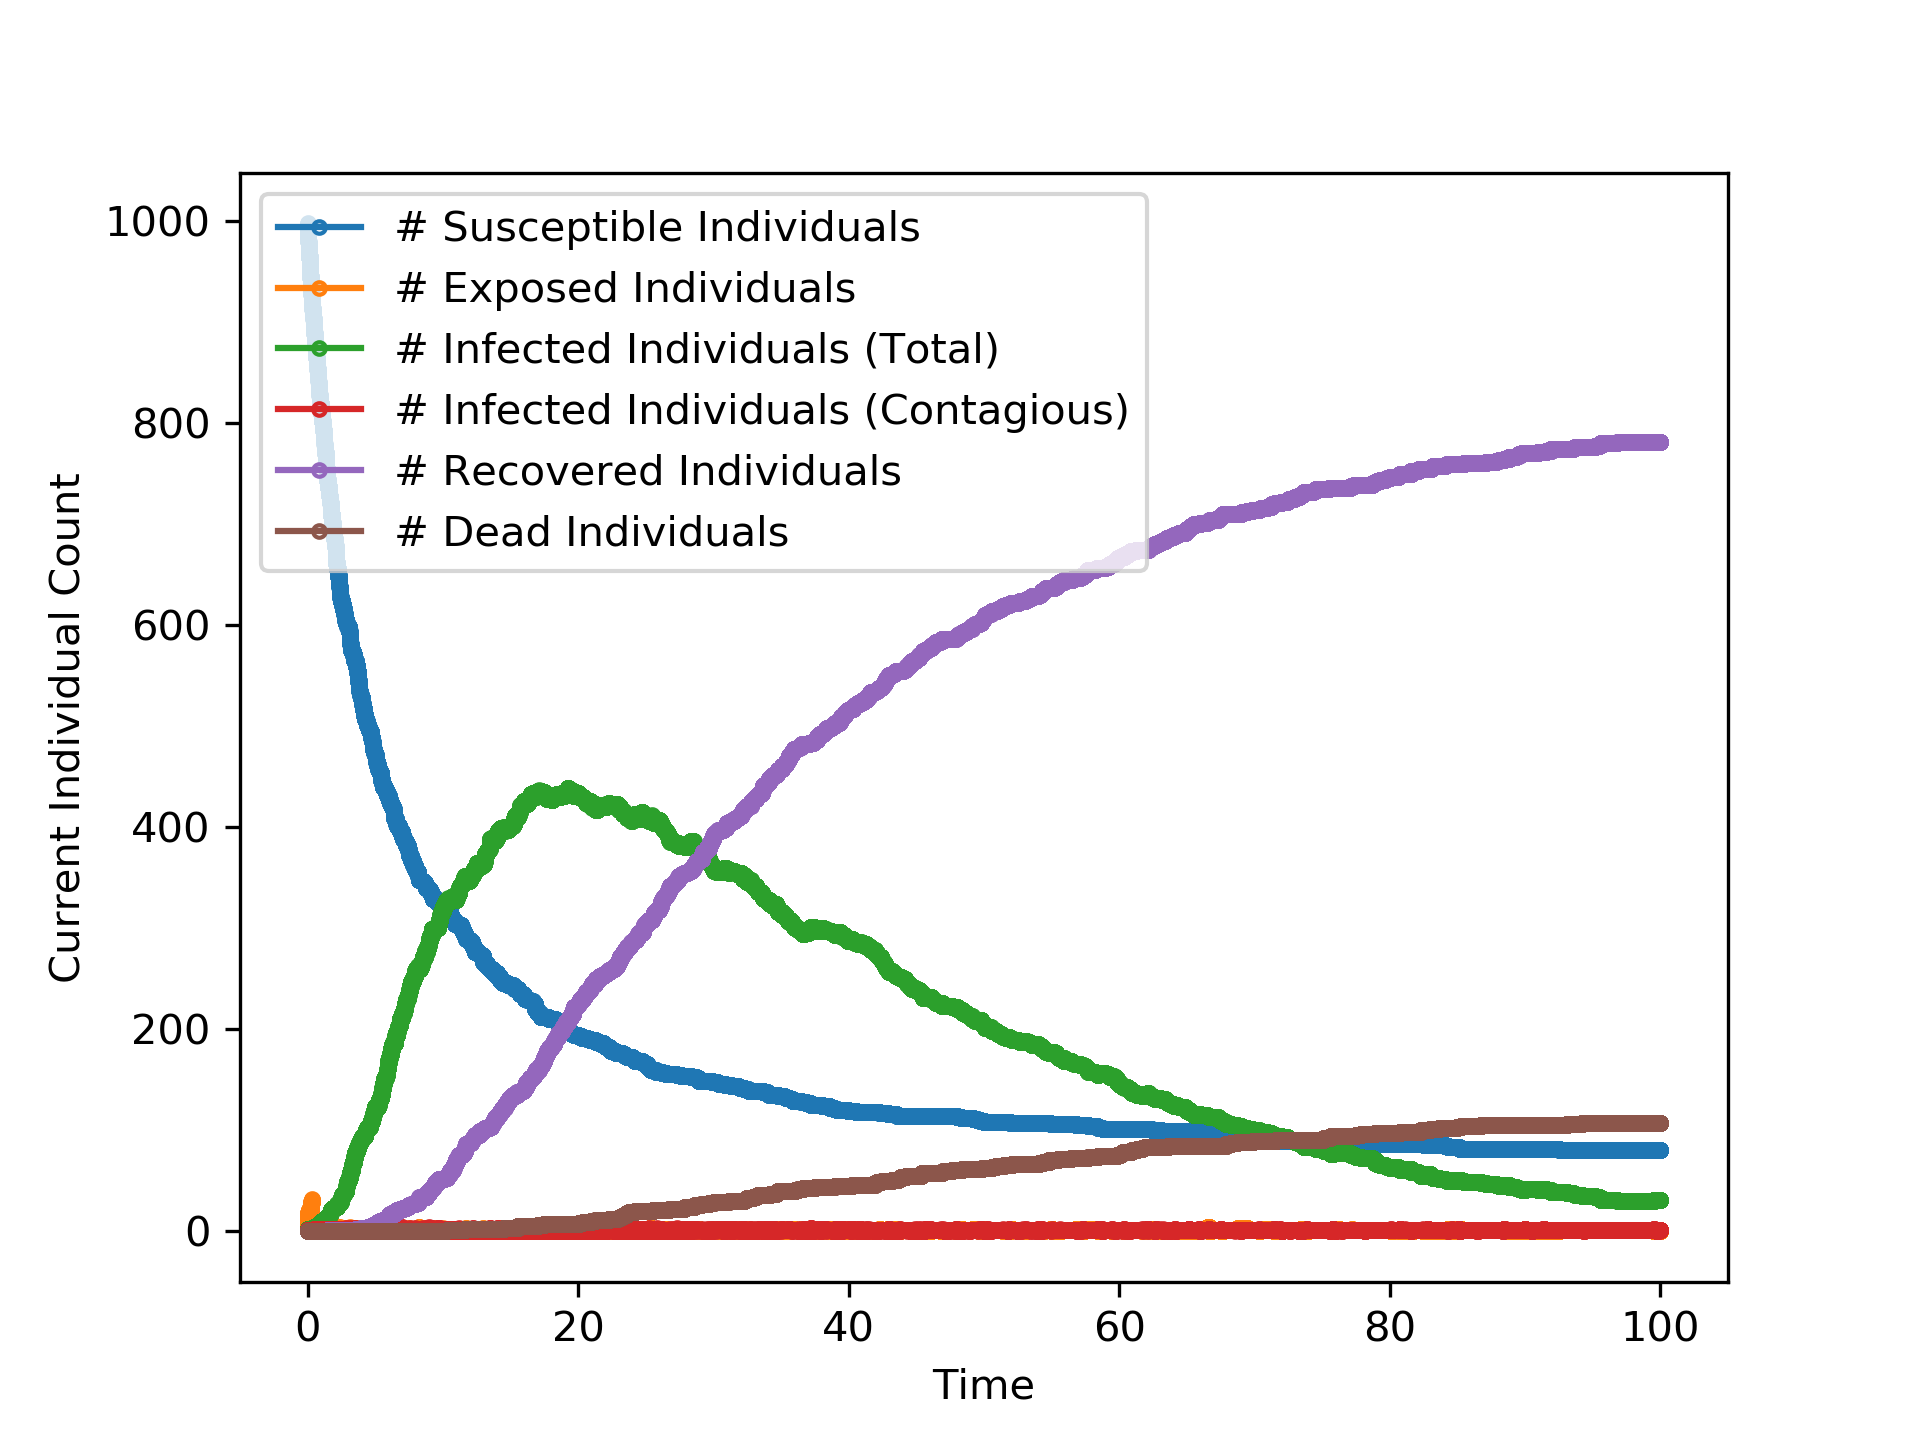 # Susceptible Individuals
# Exposed Individuals
# Infected Individuals (Total)
# Infected Individuals (Contagious)
# Recovered Individuals
# Dead Individuals
1000
800
600
400
200
0
Current Individual Count
0 20 40 60 80 100
Time